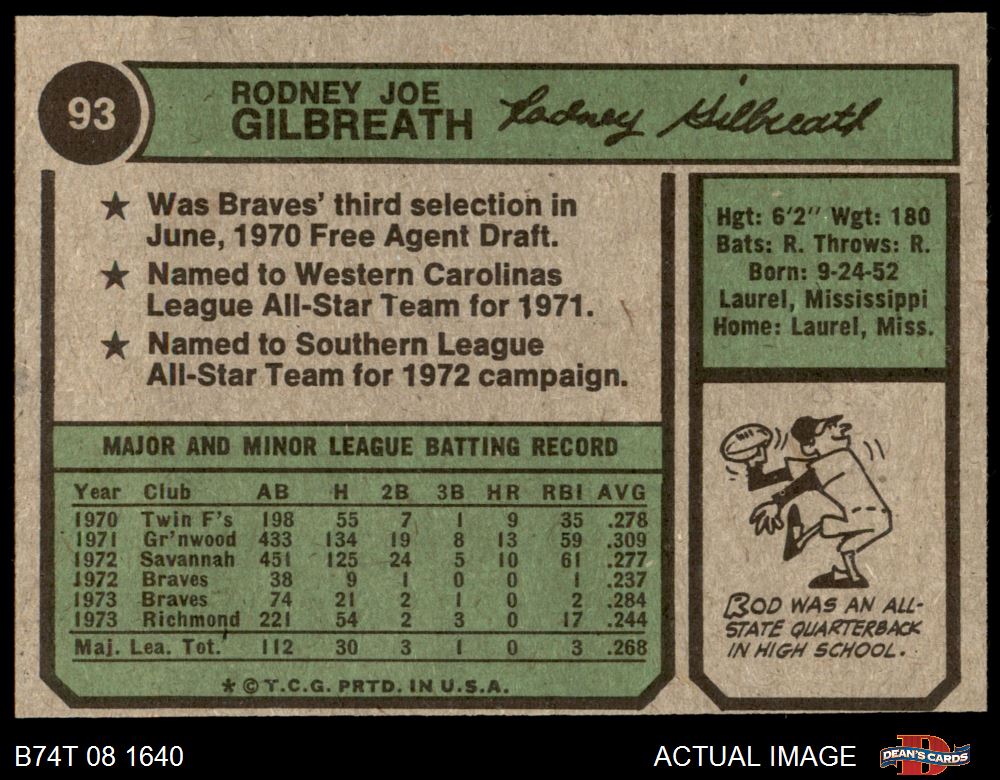 93
RODNEY JOE
GILBREATH
Rodney Gilbreath
★ Was Braves' third selection in
June, 1970 Free Agent Draft.
★ Named to Western Carolinas
League All-Star Team for 1971.
★ Named to Southern League
All-Star Team for 1972 campaign.
Hgt: 6'2" Wgt: 180
Bats: R. Throws: R.
Born: 9-24-52
Laurel, Mississippi
Home: Laurel, Miss.
MAJOR AND MINOR LEAGUE BATTING RECORD
Year Club AB H 2B 3B HR RBI AVG
1970 Twin F's 198 55 7 1 9 35 .278
1971 Gr'nwood 433 134 19 8 13 59 .309
1972 Savannah 451 125 24 5 10 61 .277
1972 Braves 38 9 1 0 0 1 .237
1973 Braves 74 21 2 1 0 2 .284
1973 Richmond 221 54 2 3 0 17 .244
Maj. Lea. Tot. 112 30 3 1 0 3 .268
* © T.C.G. PRTD. IN U.S.A.
ROD WAS AN ALL-
STATE QUARTERBACK
IN HIGH SCHOOL.
B74T 08 1640
ACTUAL IMAGE
DEAN'S CARDS